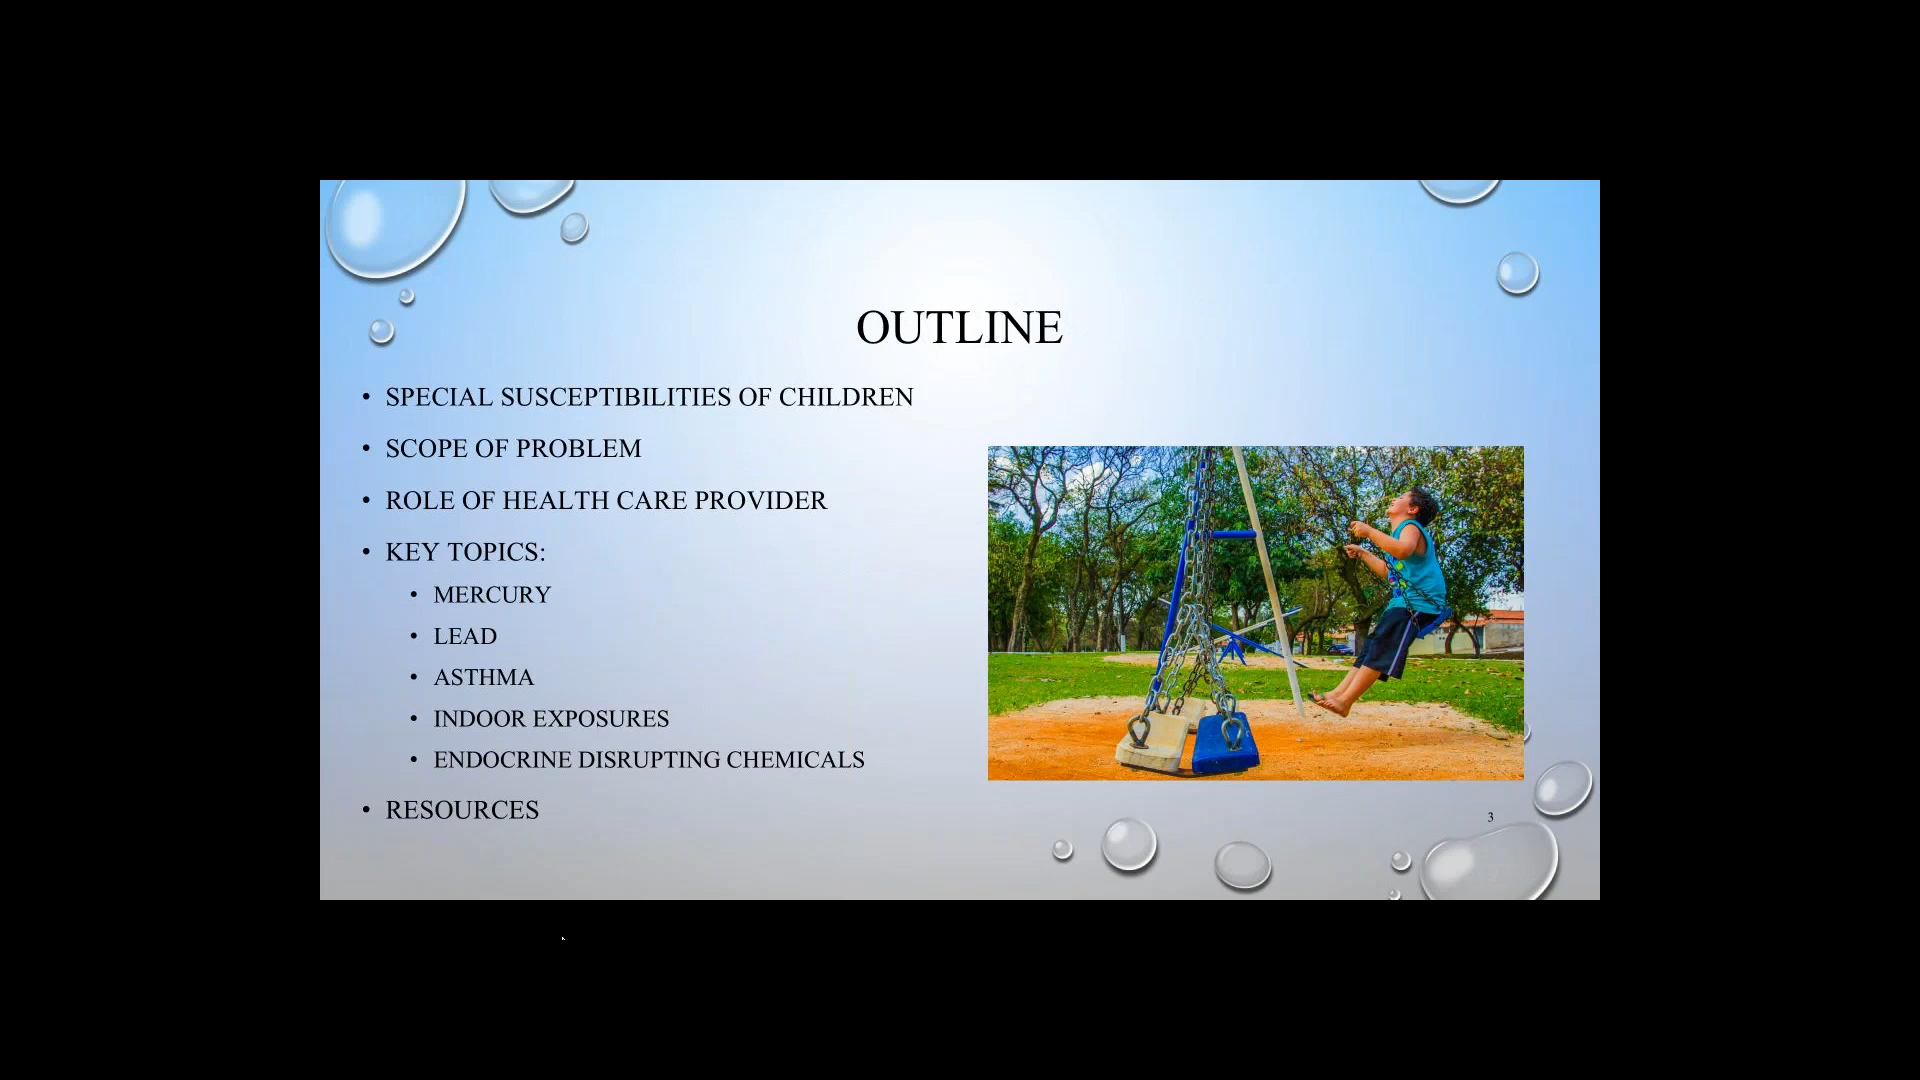 OUTLINE
• SPECIAL SUSCEPTIBILITIES OF CHILDREN
• SCOPE OF PROBLEM
• ROLE OF HEALTH CARE PROVIDER
• KEY TOPICS:
• MERCURY
• LEAD
• ASTHMA
• INDOOR EXPOSURES
• ENDOCRINE DISRUPTING CHEMICALS
• RESOURCES
3